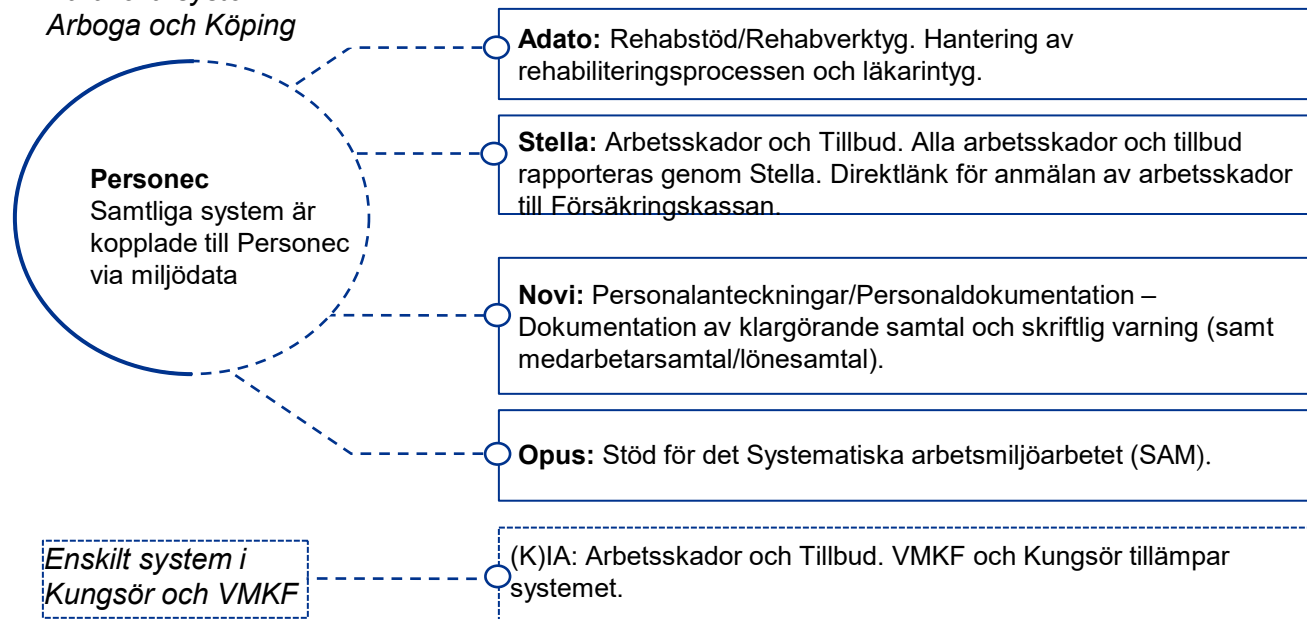 Arboga och Köping
Adato: Rehabstöd/Rehabverktyg. Hantering av
rehabiliteringsprocessen och läkarintyg.
Stella: Arbetsskador och Tillbud. Alla arbetsskador och tillbud
rapporteras genom Stella. Direktlänk för anmälan av arbetsskador
till Försäkringskassan.
Personec
Samtliga system är
kopplade till Personec
via miljödata
Novi: Personalanteckningar/Personaldokumentation –
Dokumentation av klargörande samtal och skriftlig varning (samt
medarbetarsamtal/lönesamtal).
Opus: Stöd för det Systematiska arbetsmiljöarbetet (SAM).
Enskilt system i
Kungsör och VMKF
(K)IA: Arbetsskador och Tillbud. VMKF och Kungsör tillämpar
systemet.